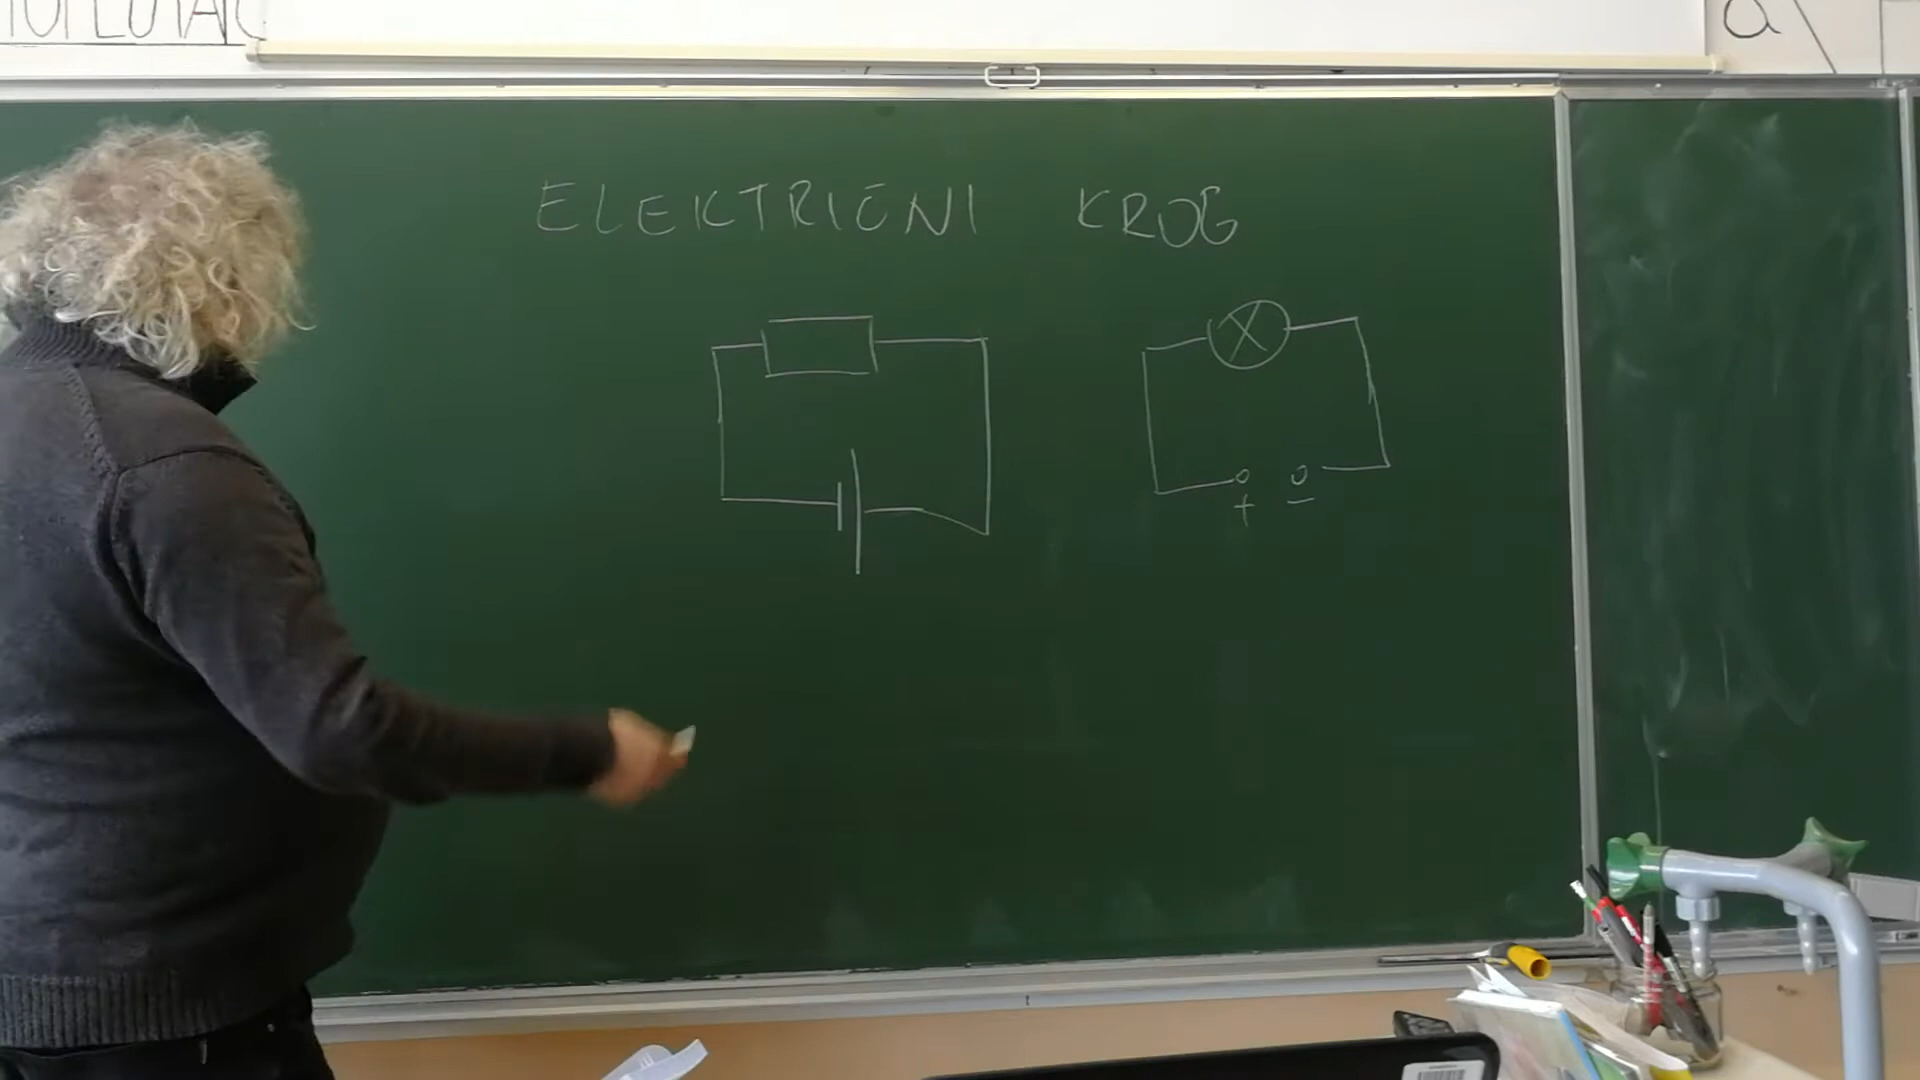 ELEKTRIČNI KROG
+ –
a